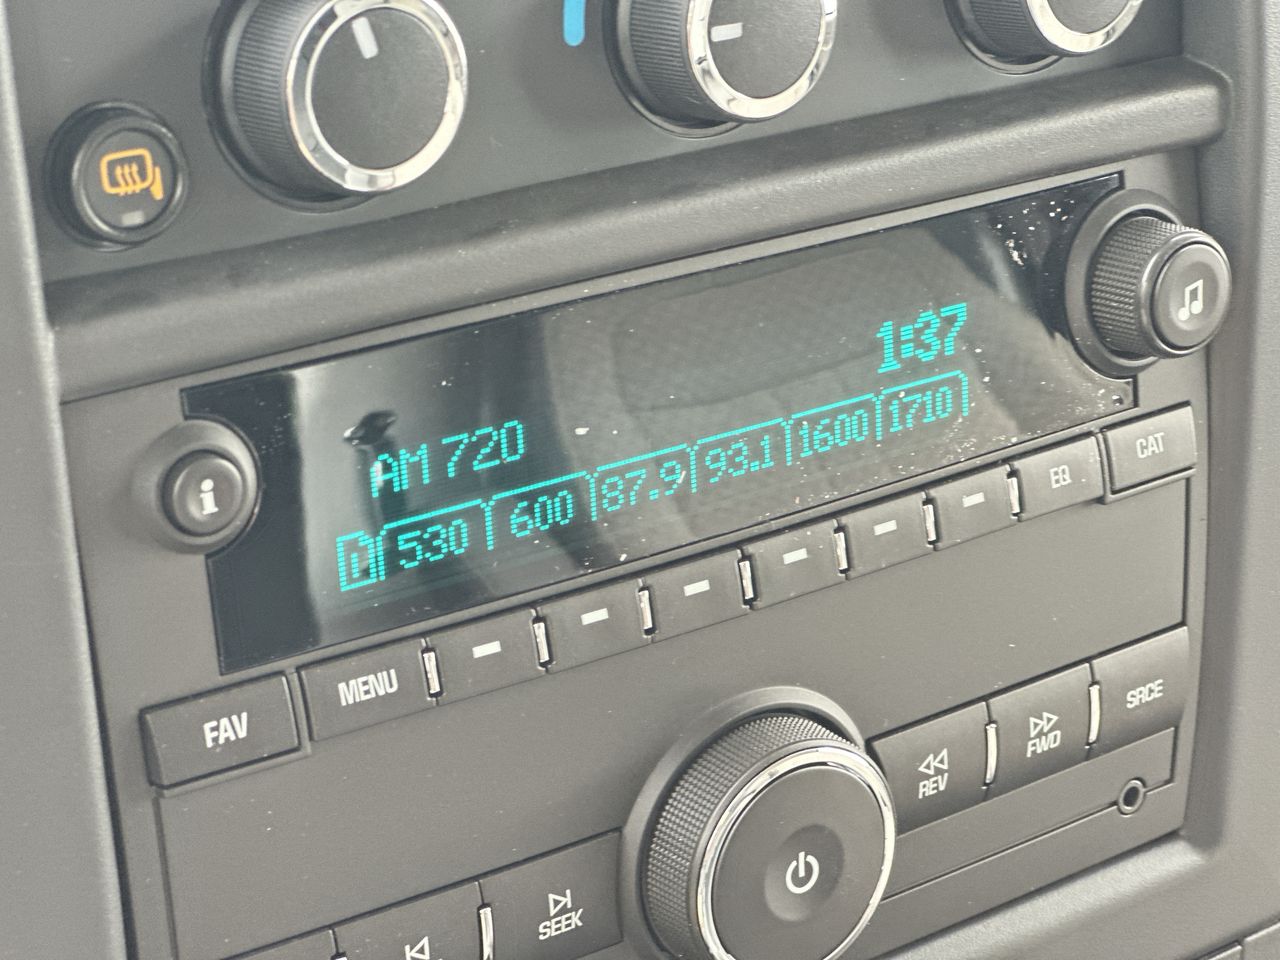 1:37
AM 720
1 530 600 87.9 93.1 1600 1710
i
FAV MENU EQ CAT
REV FWD SRCE
SEEK